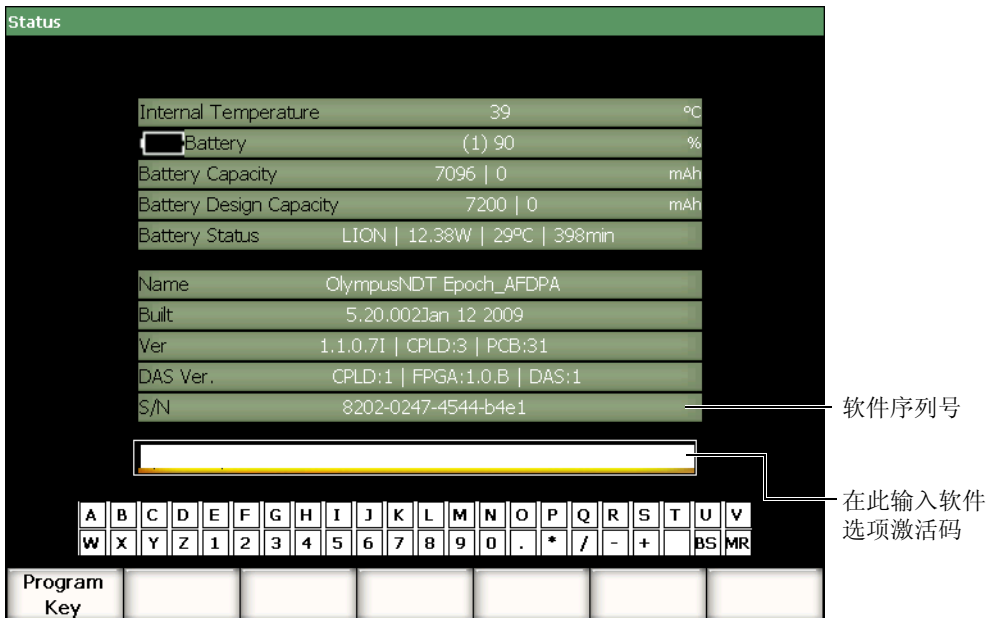 Status
Internal Temperature 39 ºC
Battery (1) 90 %
Battery Capacity 7096 | 0 mAh
Battery Design Capacity 7200 | 0 mAh
Battery Status LION | 12.38W | 29ºC | 398min
Name OlympusNDT Epoch_AFDPA
Built 5.20.002Jan 12 2009
Ver 1.1.0.7I | CPLD:3 | PCB:31
DAS Ver. CPLD:1 | FPGA:1.0.B | DAS:1
S/N 8202-0247-4544-b4e1
软件序列号
在此输入软件
选项激活码
A B C D E F G H I J K L M N O P Q R S T U V
W X Y Z 1 2 3 4 5 6 7 8 9 0 . * / - + BS MR
Program
Key